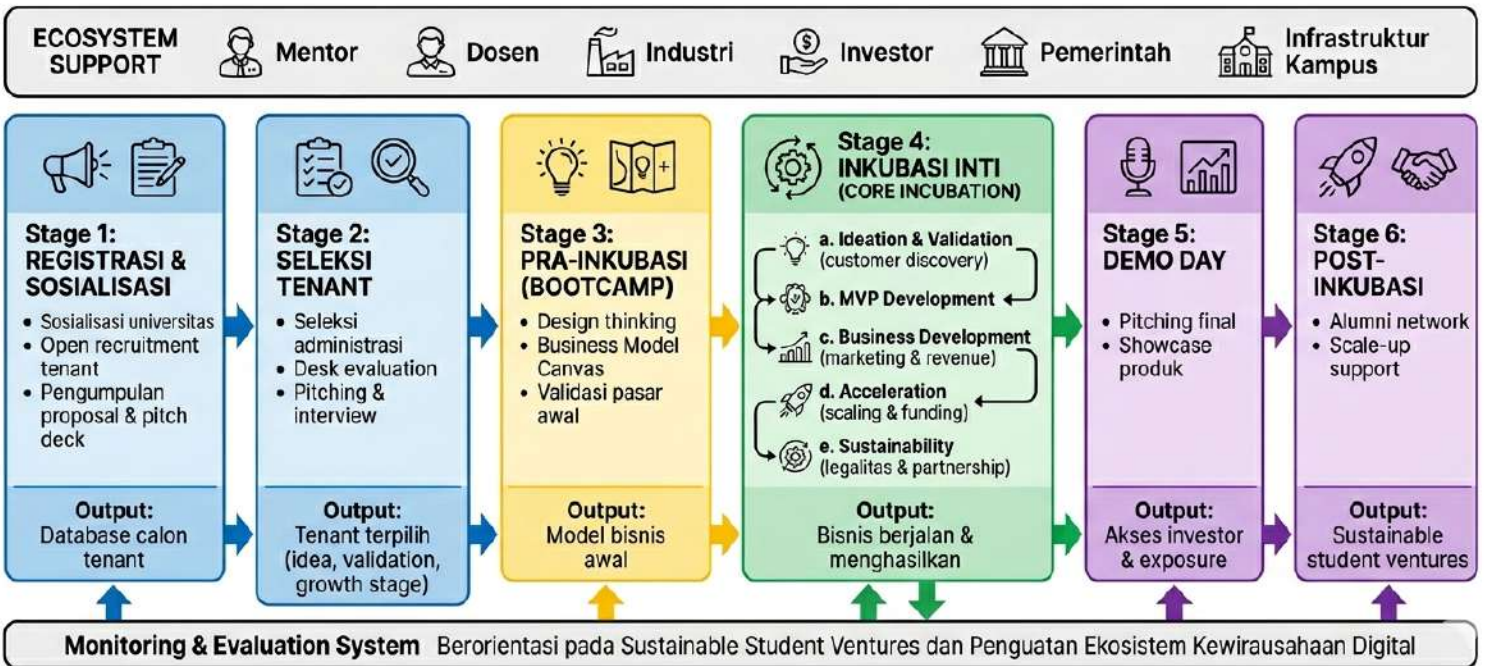 ECOSYSTEM
SUPPORT
Mentor
Dosen
Industri
Investor
Pemerintah
Infrastruktur
Kampus
Stage 1:
REGISTRASI &
SOSIALISASI
• Sosialisasi universitas
• Open recruitment
tenant
• Pengumpulan
proposal & pitch
deck
Output:
Database calon
tenant
Stage 2:
SELEKSI
TENANT
• Seleksi
administrasi
• Desk evaluation
• Pitching &
interview
Output:
Tenant terpilih
(idea, validation,
growth stage)
Stage 3:
PRA-INKUBASI
(BOOTCAMP)
• Design thinking
• Business Model
Canvas
• Validasi pasar
awal
Output:
Model bisnis
awal
Stage 4:
INKUBASI INTI
(CORE INCUBATION)
a. Ideation & Validation
(customer discovery)
b. MVP Development
c. Business Development
(marketing & revenue)
d. Acceleration
(scaling & funding)
e. Sustainability
(legalitas & partnership)
Output:
Bisnis berjalan &
menghasilkan
Stage 5:
DEMO DAY
• Pitching final
• Showcase
produk
Output:
Akses investor
& exposure
Stage 6:
POST-
INKUBASI
• Alumni network
• Scale-up
support
Output:
Sustainable
student ventures
Monitoring & Evaluation System Berorientasi pada Sustainable Student Ventures dan Penguatan Ekosistem Kewirausahaan Digital